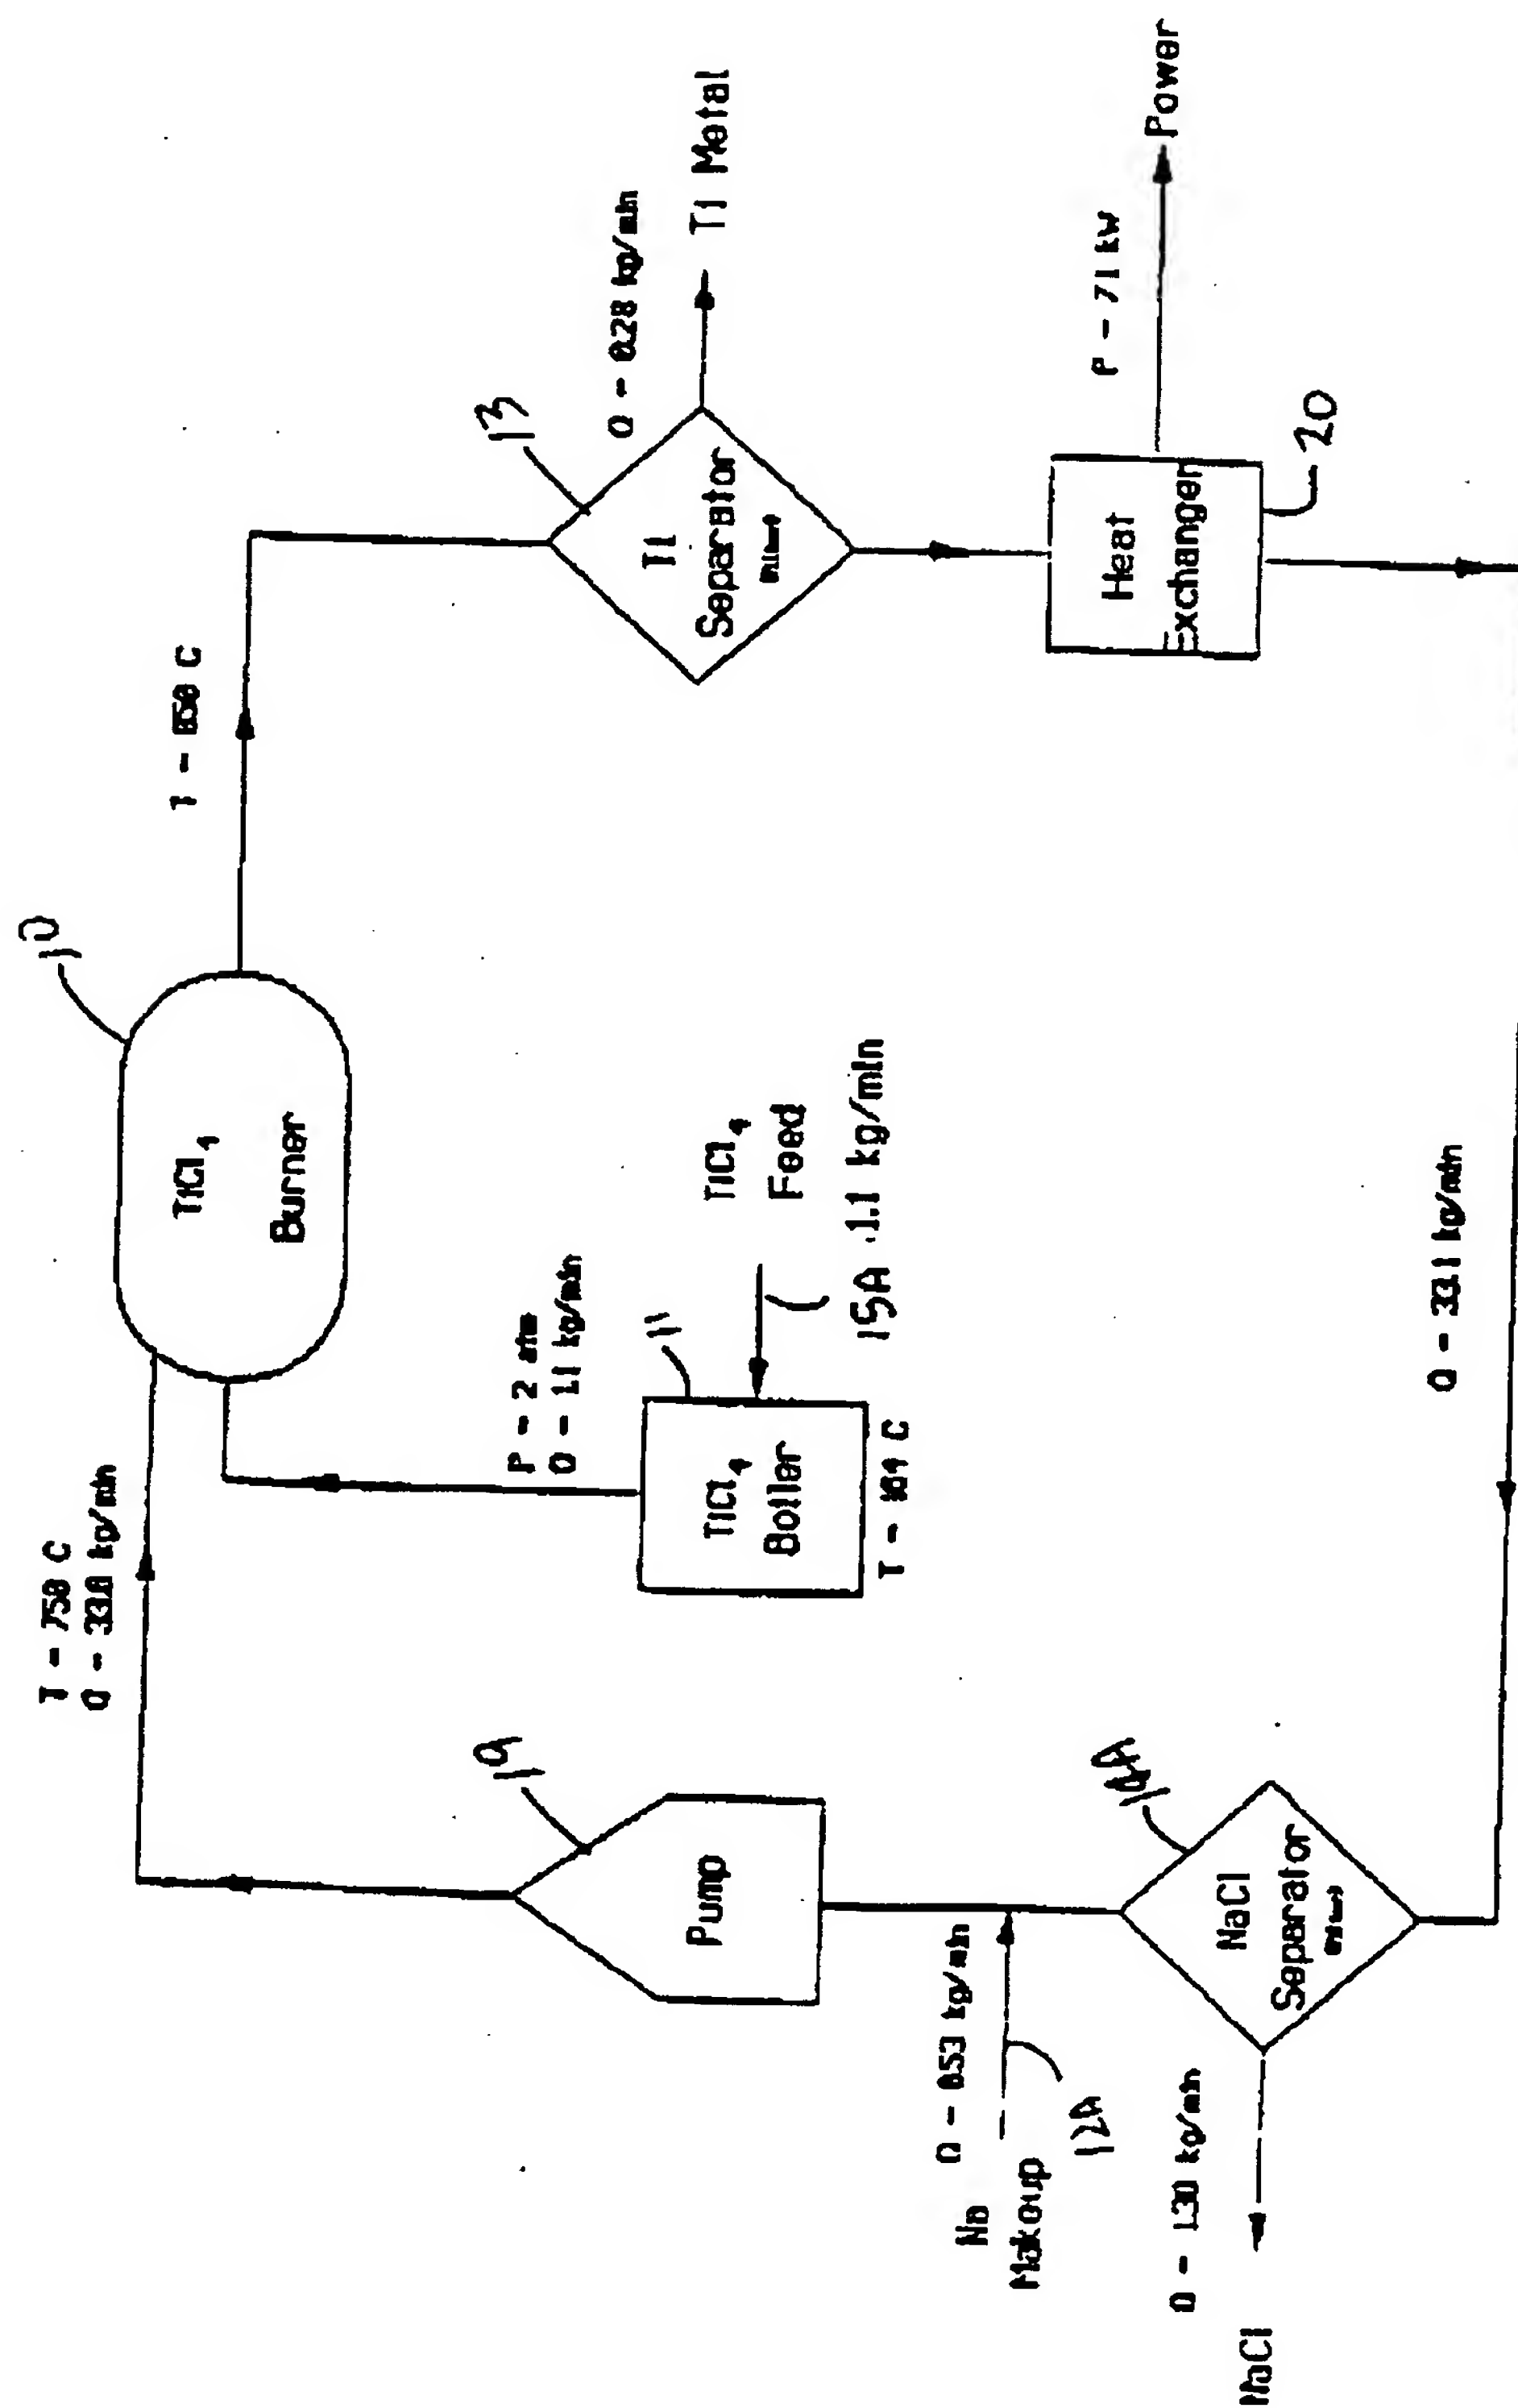 10
TiCl4
Burner
T - 850 C
T - 750 C
Q - 33.8 kg/min
P - 2 atm
Q - 1.1 kg/min
11
TiCl4
Boiler
TiCl4
Feed
15A 1.1 kg/min
13
Ti
Separator
Q - 0.28 kg/min
Ti Metal
19
Pump
Heat
Exchanger
20
P - 71 kW
Power
Q - 0.53 kg/min
Na
Makeup
12A
14A
NaCl
Separator
Q - 1.30 kg/min
NaCl
Q - 33.1 kg/min